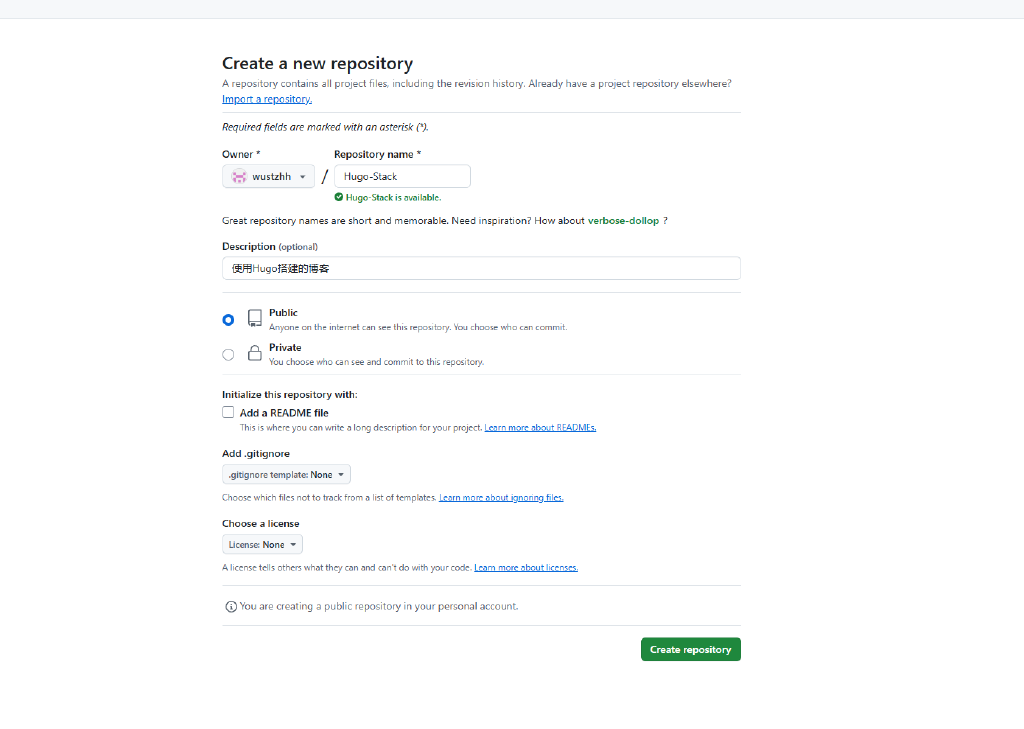 Create a new repository
A repository contains all project files, including the revision history. Already have a project repository elsewhere?
Import a repository.
Required fields are marked with an asterisk (*).
Owner * Repository name *
wustzhh / Hugo-Stack
Hugo-Stack is available.
Great repository names are short and memorable. Need inspiration? How about verbose-dollop ?
Description (optional)
使用Hugo搭建的博客
Public
Anyone on the internet can see this repository. You choose who can commit.
Private
You choose who can see and commit to this repository.
Initialize this repository with:
Add a README file
This is where you can write a long description for your project. Learn more about READMEs.
Add .gitignore
.gitignore template: None
Choose which files not to track from a list of templates. Learn more about ignoring files.
Choose a license
License: None
A license tells others what they can and can't do with your code. Learn more about licenses.
You are creating a public repository in your personal account.
Create repository